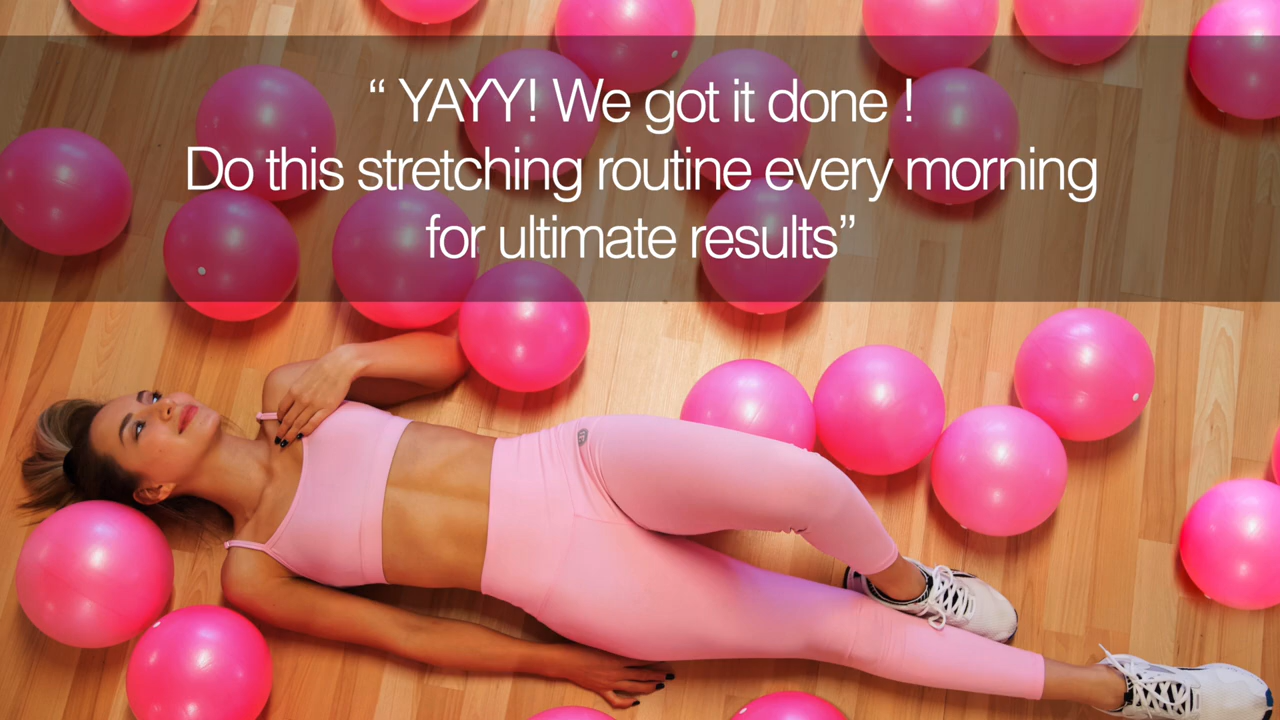 “ YAYY! We got it done !
Do this stretching routine every morning
for ultimate results”